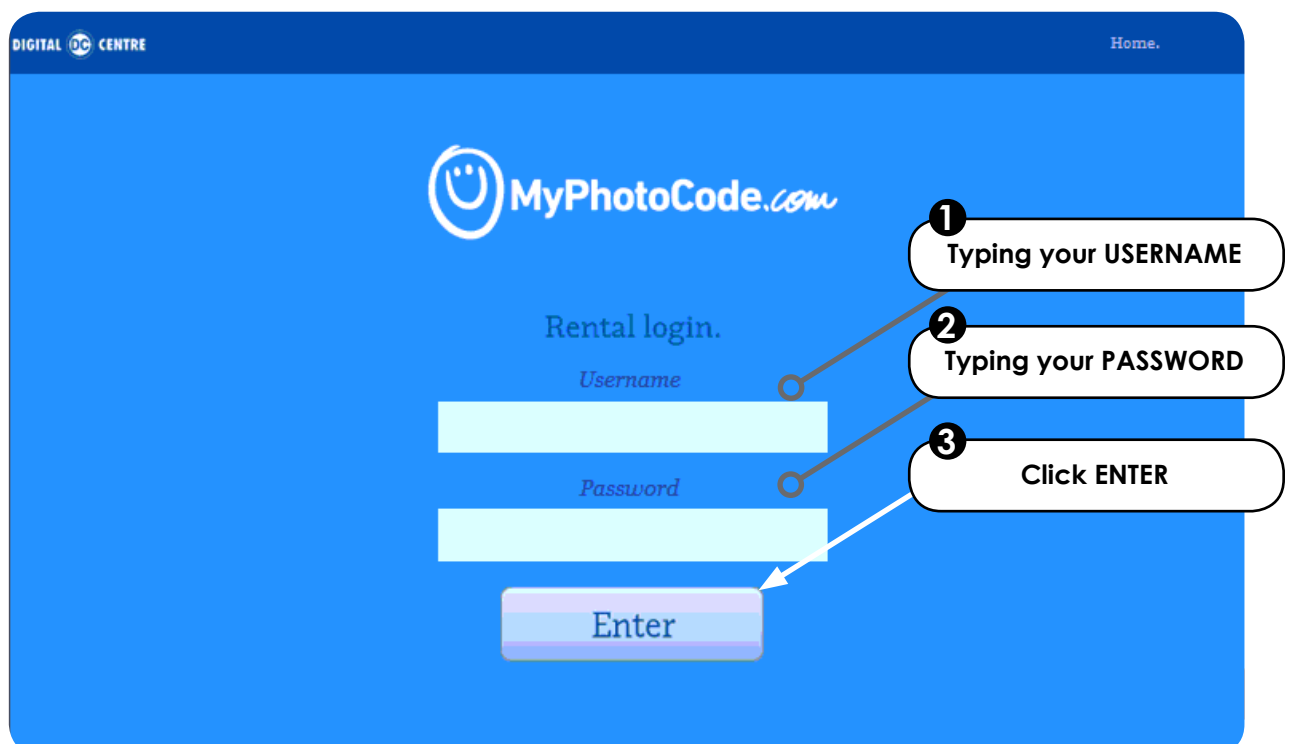 DIGITAL DC CENTRE
Home.
MyPhotoCode.com
1
Typing your USERNAME
Rental login.
2
Typing your PASSWORD
Username
3
Click ENTER
Password
Enter